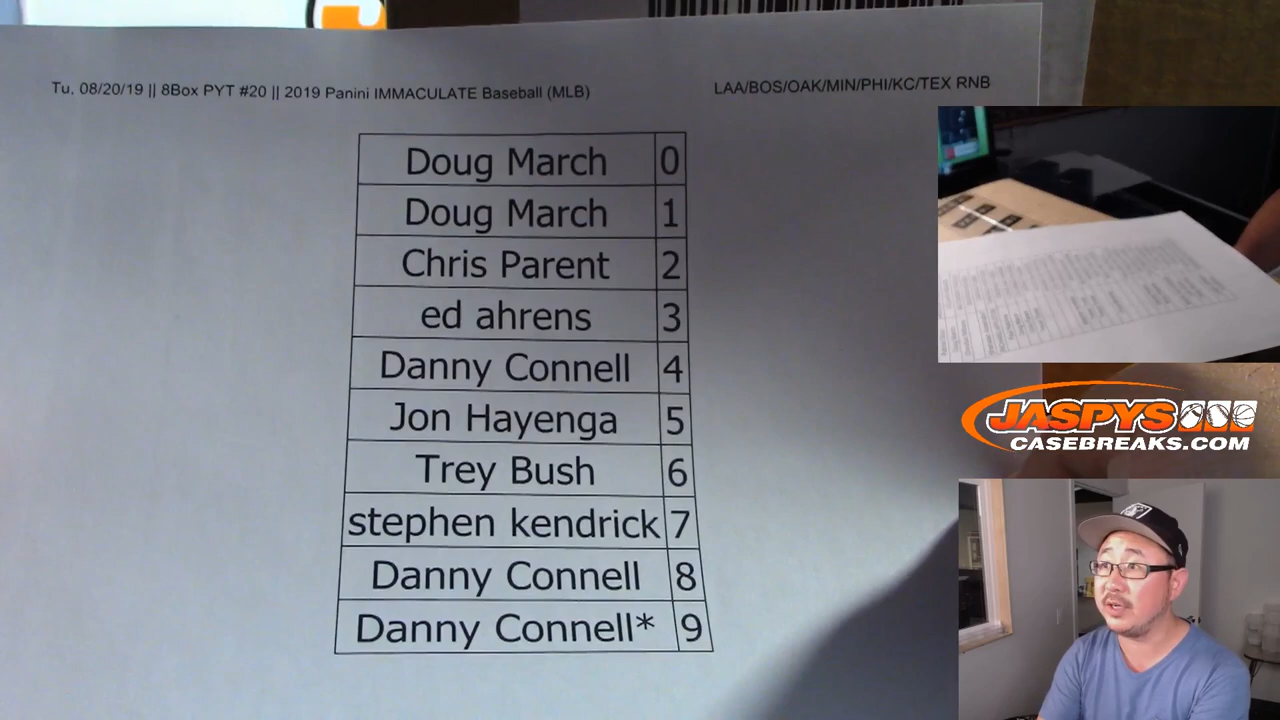 Tu, 08/20/19 || 8Box PYT #20 || 2019 Panini IMMACULATE Baseball (MLB)
LAA/BOS/OAK/MIN/PHI/KC/TEX RNB
Doug March 0
Doug March 1
Chris Parent 2
ed ahrens 3
Danny Connell 4
Jon Hayenga 5
Trey Bush 6
stephen kendrick 7
Danny Connell 8
Danny Connell* 9
JASPYS
CASEBREAKS.COM